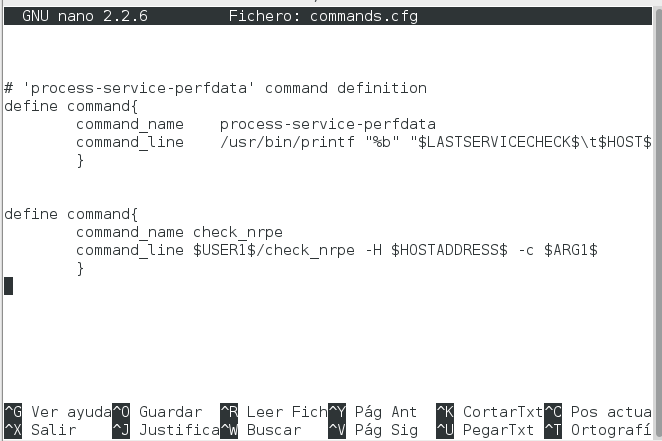 GNU nano 2.2.6 Fichero: commands.cfg
# 'process-service-perfdata' command definition
define command{
command_name process-service-perfdata
command_line /usr/bin/printf "%b" "$LASTSERVICECHECK$\t$HOST$
}
define command{
command_name check_nrpe
command_line $USER1$/check_nrpe -H $HOSTADDRESS$ -c $ARG1$
}
^G Ver ayuda^O Guardar ^R Leer Fich^Y Pág Ant ^K CortarTxt^C Pos actua
^X Salir ^J Justifica^W Buscar ^V Pág Sig ^U PegarTxt ^T Ortografí